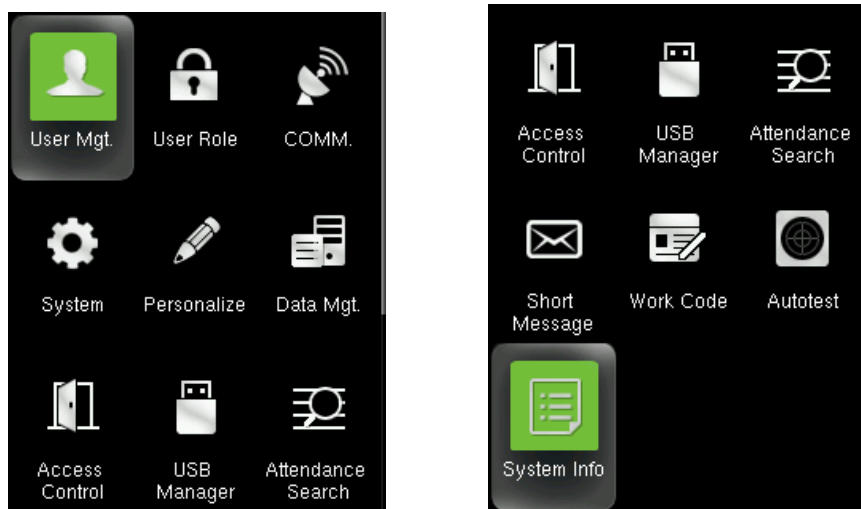 User Mgt.
User Role
COMM.
System
Personalize
Data Mgt.
Access
Control
USB
Manager
Attendance
Search
Access
Control
USB
Manager
Attendance
Search
Short
Message
Work Code
Autotest
System Info